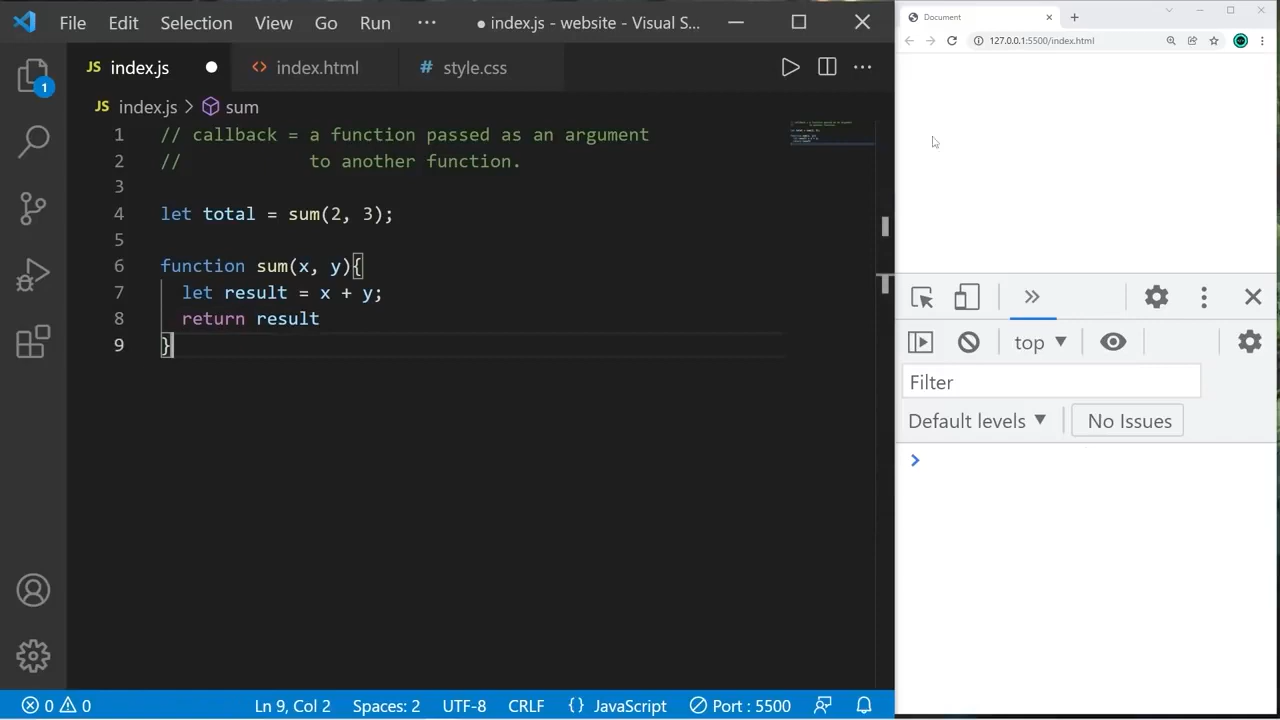 File Edit Selection View Go Run ··· ● index.js - website - Visual S...
JS index.js ● <> index.html # style.css
JS index.js > sum
1 // callback = a function passed as an argument
2 //            to another function.
3
4 let total = sum(2, 3);
5
6 function sum(x, y){
7   let result = x + y;
8   return result
9 }
1
0 0 Ln 9, Col 2 Spaces: 2 UTF-8 CRLF {} JavaScript Port : 5500
Document
127.0.0.1:5500/index.html
top
Filter
Default levels No Issues